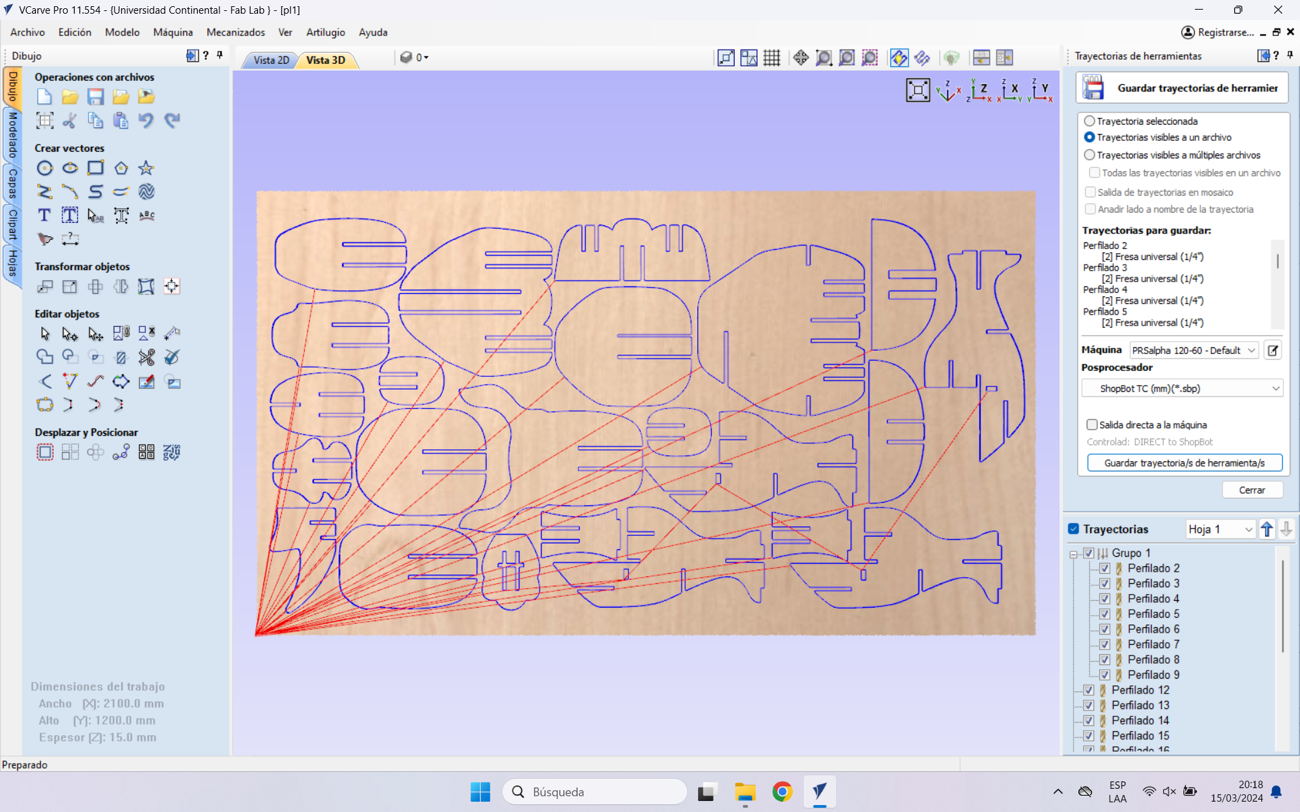 VCarve Pro 11.554 - {Universidad Continental - Fab Lab } - [pl1]
Archivo Edición Modelo Máquina Mecanizados Ver Artilugio Ayuda
Registrarse...
Dibujo
Vista 2D Vista 3D
0
Z X Y
Trayectorias de herramientas
Dibujo
Modelado
Capas
Clipart
Hojas
Operaciones con archivos
Crear vectores
Transformar objetos
Editar objetos
Desplazar y Posicionar
Dimensiones del trabajo
Ancho (X): 2100.0 mm
Alto (Y): 1200.0 mm
Espesor (Z): 15.0 mm
Guardar trayectorias de herramier
Trayectoria seleccionada
Trayectorias visibles a un archivo
Trayectorias visibles a múltiples archivos
Todas las trayectorias visibles en un archivo
Salida de trayectorias en mosaico
Anadir lado a nombre de la trayectoria
Trayectorias para guardar:
Perfilado 2
[2] Fresa universal (1/4")
Perfilado 3
[2] Fresa universal (1/4")
Perfilado 4
[2] Fresa universal (1/4")
Perfilado 5
[2] Fresa universal (1/4")
Máquina PRSalpha 120-60 - Default
Posprocesador
ShopBot TC (mm)(*.sbp)
Salida directa a la máquina
Controlad: DIRECT to ShopBot
Guardar trayectoria/s de herramienta/s
Cerrar
Trayectorias Hoja 1
Grupo 1
Perfilado 2
Perfilado 3
Perfilado 4
Perfilado 5
Perfilado 6
Perfilado 7
Perfilado 8
Perfilado 9
Perfilado 12
Perfilado 13
Perfilado 14
Perfilado 15
Perfilado 16
Preparado
Búsqueda
ESP
LAA
20:18
15/03/2024